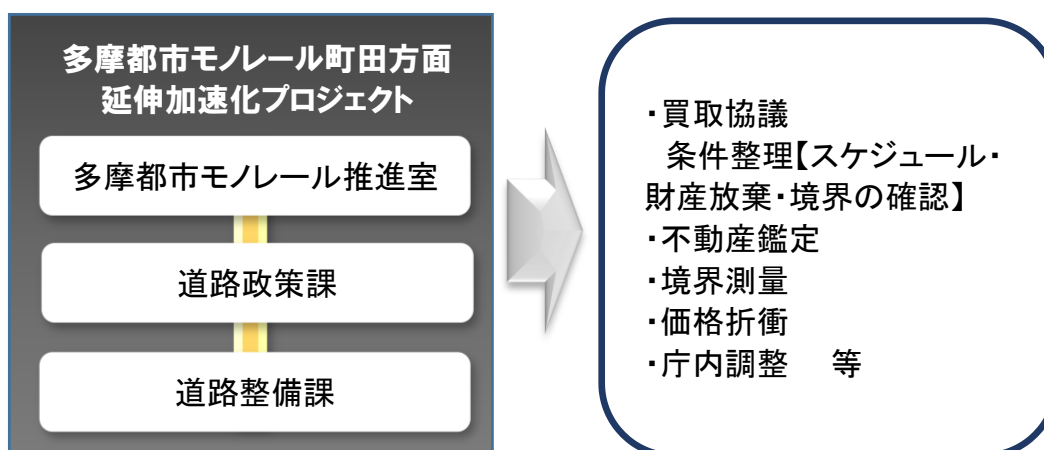 多摩都市モノレール町田方面
延伸加速化プロジェクト
多摩都市モノレール推進室
道路政策課
道路整備課
・買取協議
条件整理【スケジュール・
財産放棄・境界の確認】
・不動産鑑定
・境界測量
・価格折衝
・庁内調整　等